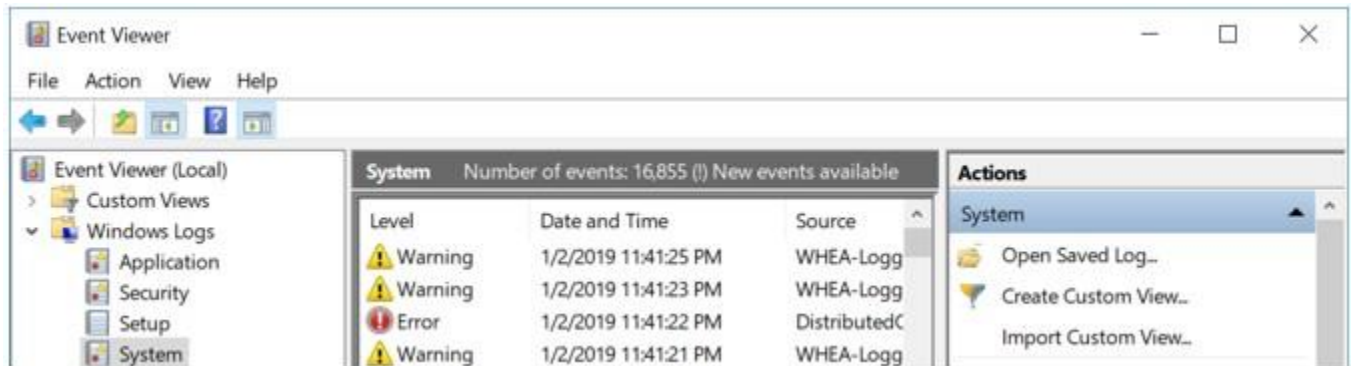 Event Viewer
File Action View Help
Event Viewer (Local)
Custom Views
Windows Logs
Application
Security
Setup
System
System Number of events: 16,855 (!) New events available
Level Date and Time Source
Warning 1/2/2019 11:41:25 PM WHEA-Logg
Warning 1/2/2019 11:41:23 PM WHEA-Logg
Error 1/2/2019 11:41:22 PM DistributedC
Warning 1/2/2019 11:41:21 PM WHEA-Logg
Actions
System
Open Saved Log...
Create Custom View...
Import Custom View...